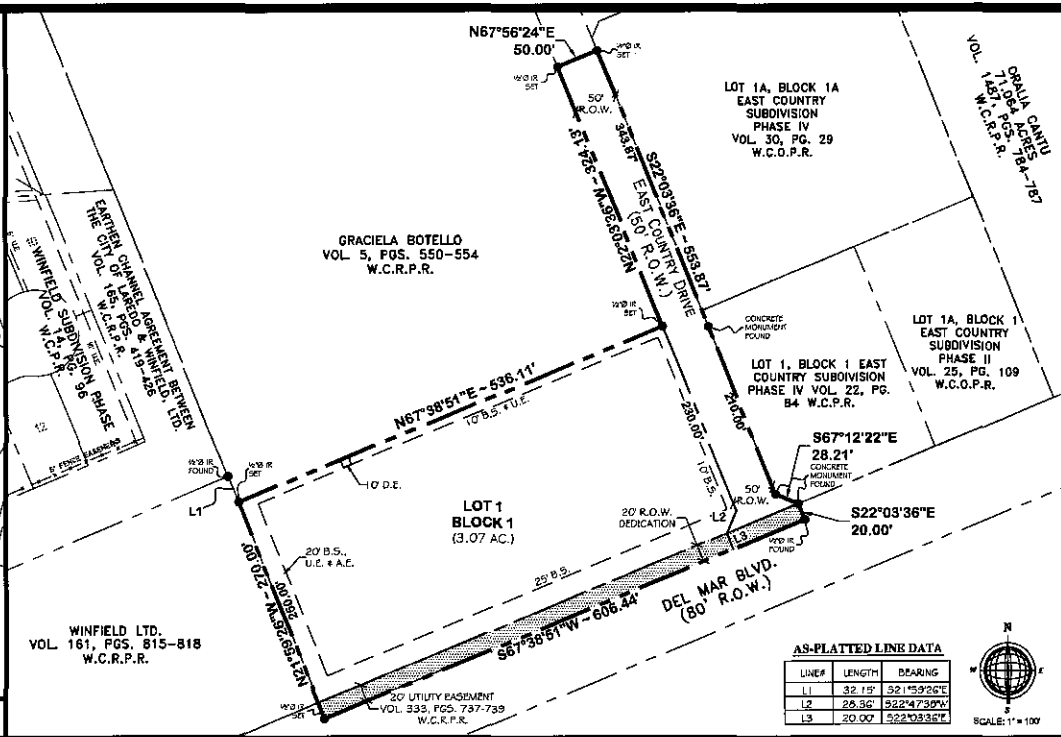 N67°56'24"E
50.00'
½"Ø IR
SET
½"Ø IR
SET
50'
R.O.W.
343.87'
S22°03'36"E ~ 553.87'
EAST COUNTRY DRIVE
(50' R.O.W.)
N22°03'36"W ~ 324.13'
LOT 1A, BLOCK 1A
EAST COUNTRY
SUBDIVISION
PHASE IV
VOL. 30, PG. 29
W.C.O.P.R.
ORALIA CANTU
71.064 ACRES
VOL. 1487, PGS. 784-787
W.C.R.P.R.
GRACIELA BOTELLO
VOL 5, PGS. 550-554
W.C.R.P.R.
EARTHEN CHANNEL AGREEMENT BETWEEN
THE CITY OF LAREDO & WINFIELD, LTD.
VOL. 165, PGS. 419-426
W.C.R.P.R.
WINFIELD SUBDIVISION PHASE
VOL. 14, PG. 96
W.C.P.R.
12
½"Ø IR
SET
CONCRETE
MONUMENT
FOUND
LOT 1A, BLOCK 1
EAST COUNTRY
SUBDIVISION
PHASE II
VOL. 25, PG. 109
W.C.O.P.R.
LOT 1, BLOCK 1 EAST
COUNTRY SUBDIVISION
PHASE IV VOL. 22, PG.
84 W.C.P.R.
N67°38'51"E ~ 536.11'
10' B.S. & U.E.
230.00'
10' B.S.
210.00'
S67°12'22"E
28.21'
CONCRETE
MONUMENT
FOUND
½"Ø IR
FOUND
½"Ø IR
SET
L1
10' D.E.
LOT 1
BLOCK 1
(3.07 AC.)
20' R.O.W.
DEDICATION
L2
50'
R.O.W.
S22°03'36"E
20.00'
L3
½"Ø IR
FOUND
20' B.S.,
U.E. & A.E.
250.00'
N21°59'26"W ~ 270.00'
25' B.S.
S67°38'51"W ~ 606.44'
DEL MAR BLVD.
(80' R.O.W.)
WINFIELD LTD.
VOL 161, PGS. 815-818
W.C.R.P.R.
½"Ø IR
SET
20' UTILITY EASEMENT
VOL. 333, PGS. 737-739
W.C.R.P.R.
AS-PLATTED LINE DATA
LINE# LENGTH BEARING
L1 32.15' S21°59'26"E
L2 28.36' S22°47'39"W
L3 20.00' S22°03'36"E
N
W E
S
SCALE: 1" = 100'